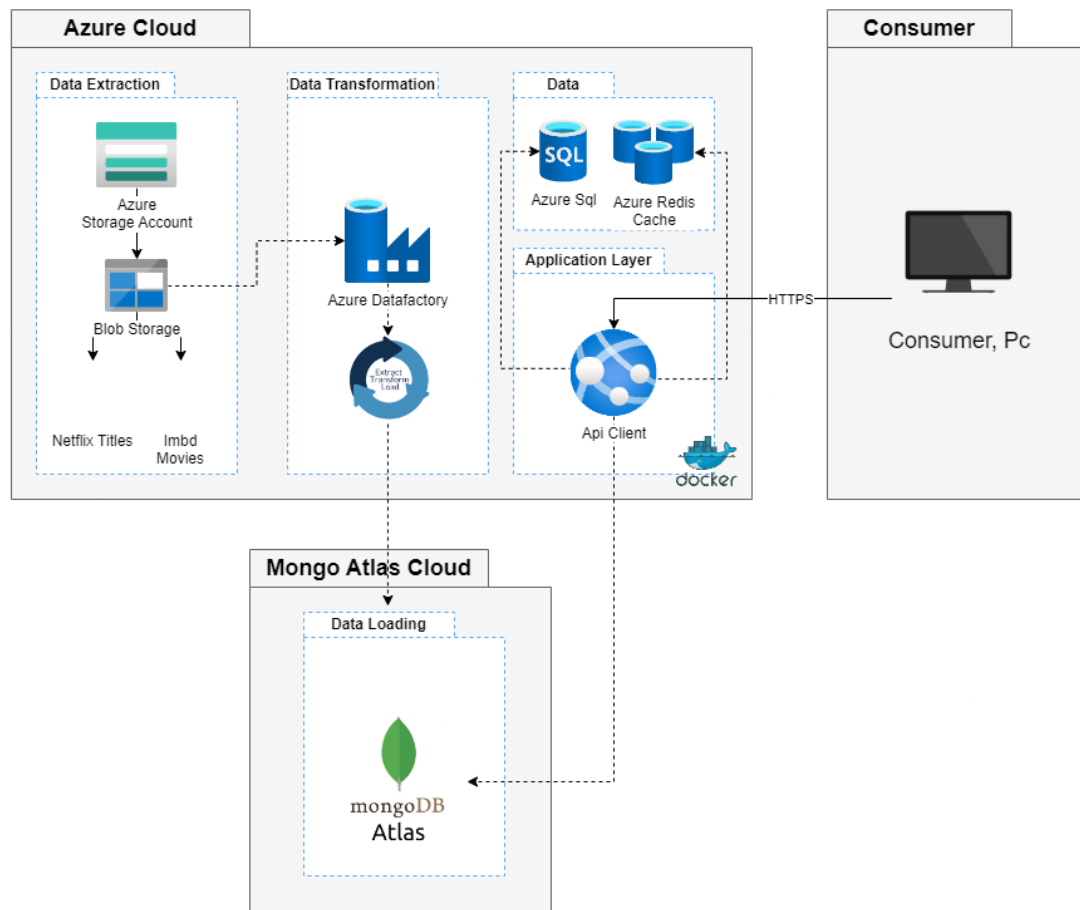 Azure Cloud
Consumer
Data Extraction
Data Transformation
Data
SQL
Azure
Storage Account
Azure Sql
Azure Redis
Cache
Application Layer
Azure Datafactory
HTTPS
Blob Storage
Consumer, Pc
Extract
Transform
Load
Netflix Titles
Imbd
Movies
Api Client
docker
Mongo Atlas Cloud
Data Loading
mongoDB
Atlas